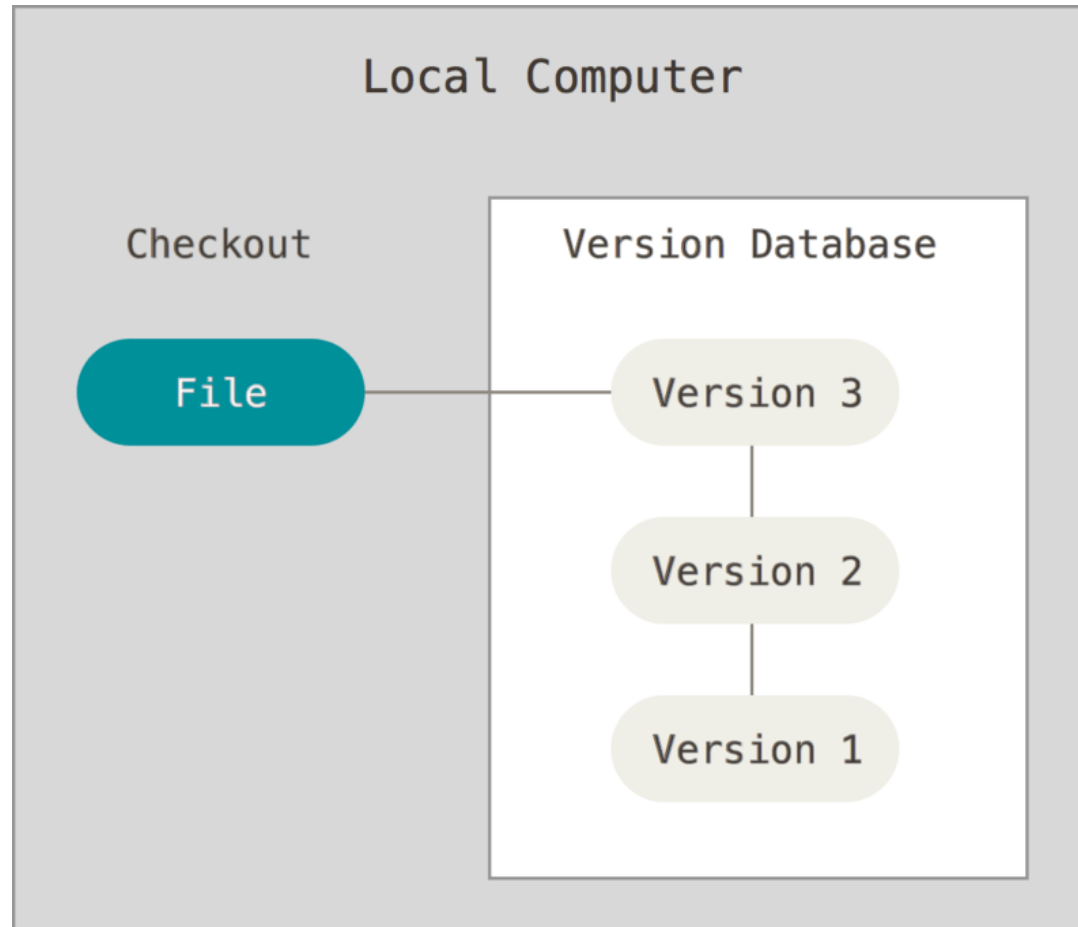 Local Computer
Checkout
Version Database
File
Version 3
Version 2
Version 1